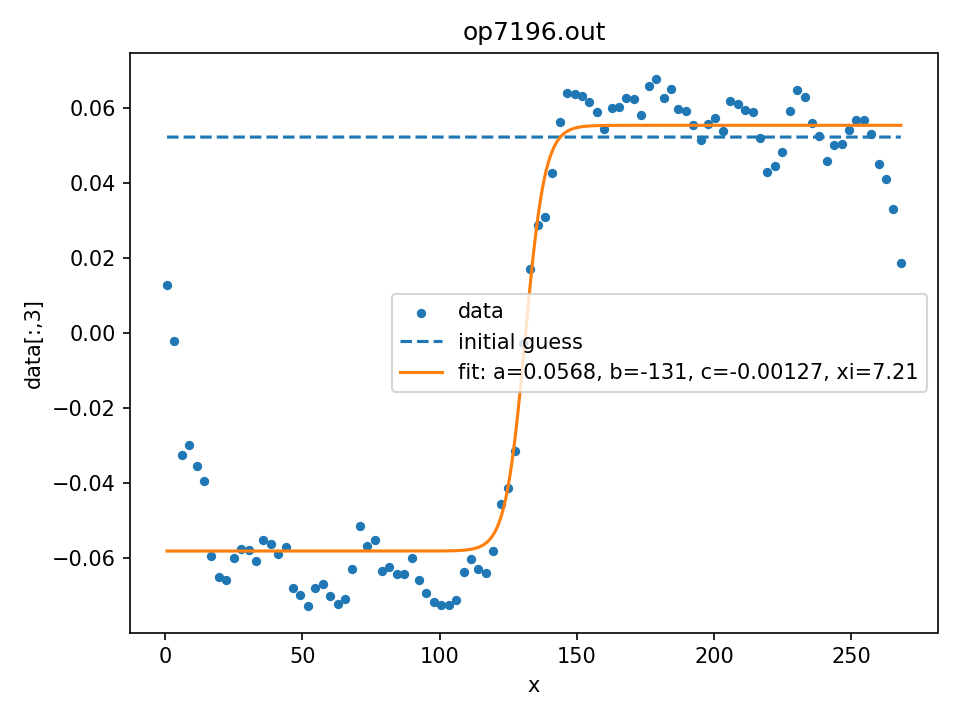 op7196.out
data[:,3]
0.06
0.04
0.02
0.00
−0.02
−0.04
−0.06
data
initial guess
fit: a=0.0568, b=-131, c=-0.00127, xi=7.21
0 50 100 150 200 250
x